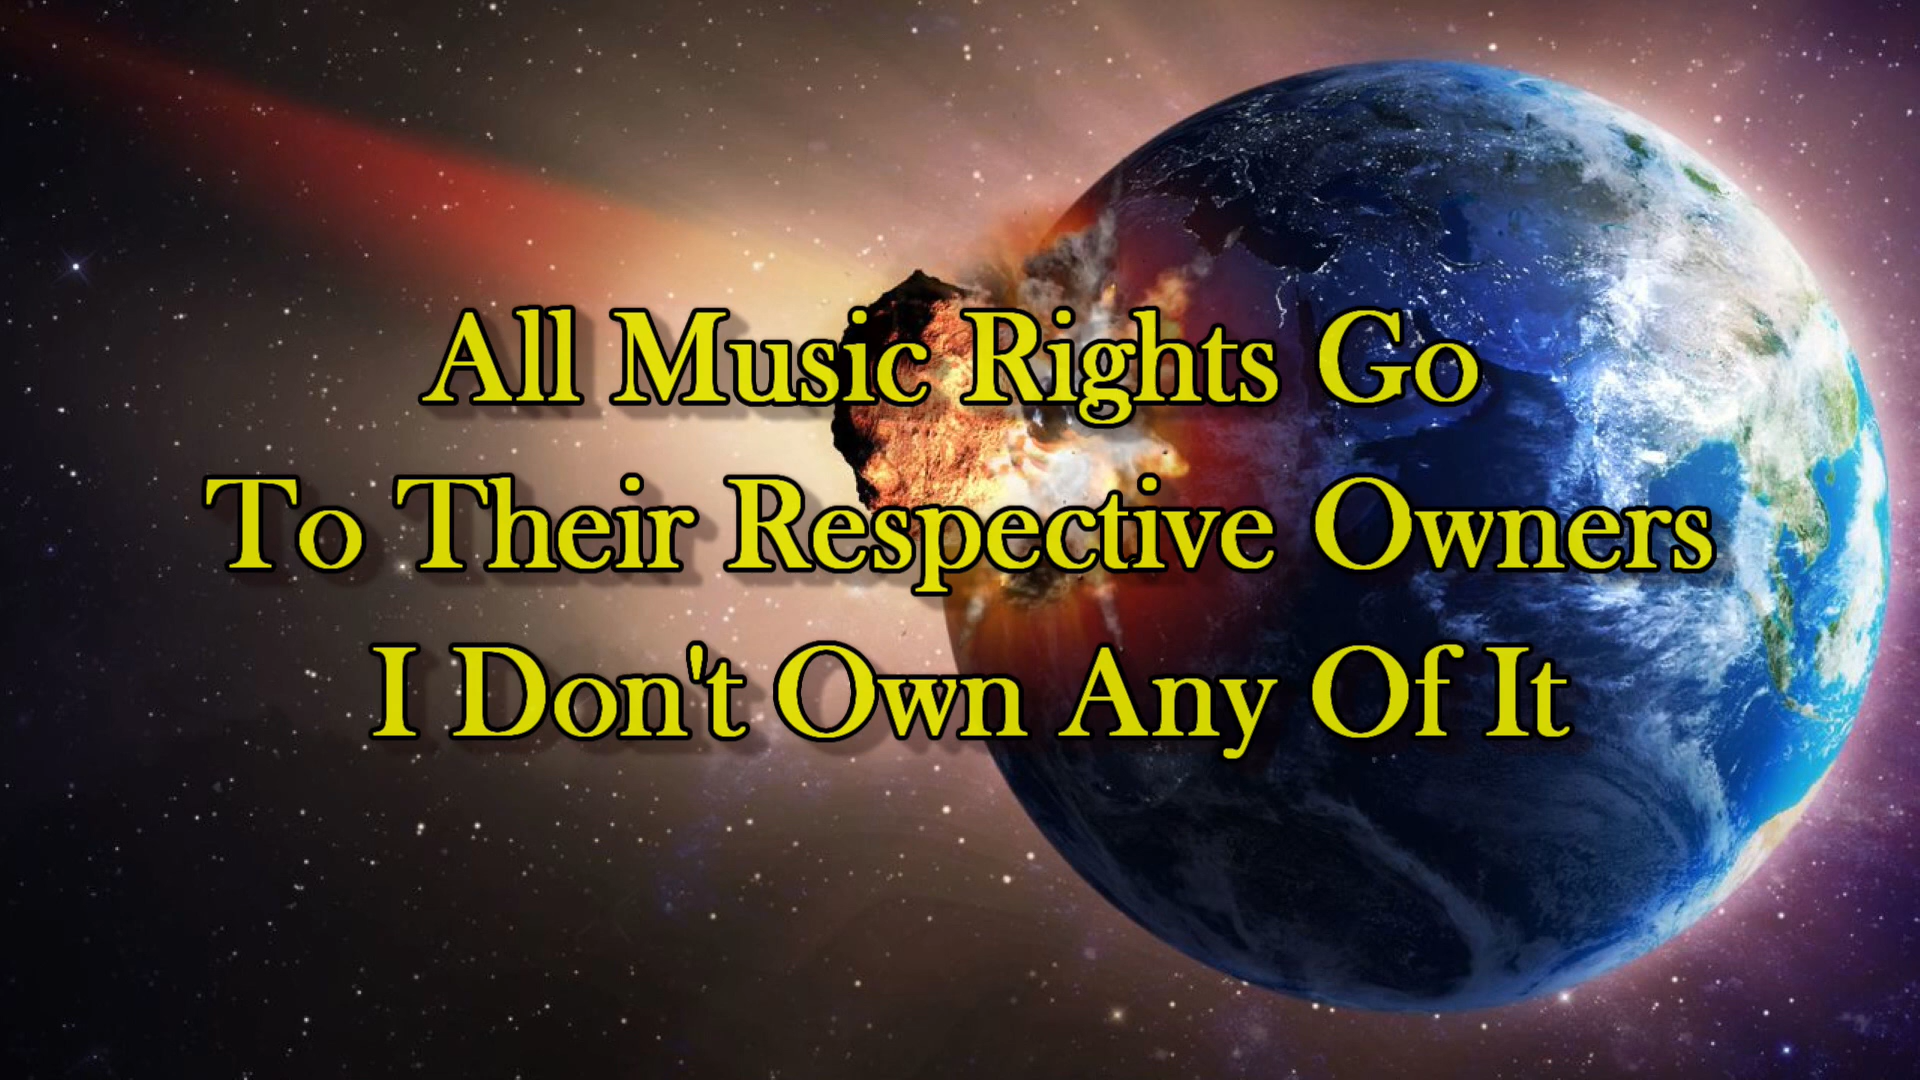 All Music Rights Go
To Their Respective Owners
I Don't Own Any Of It